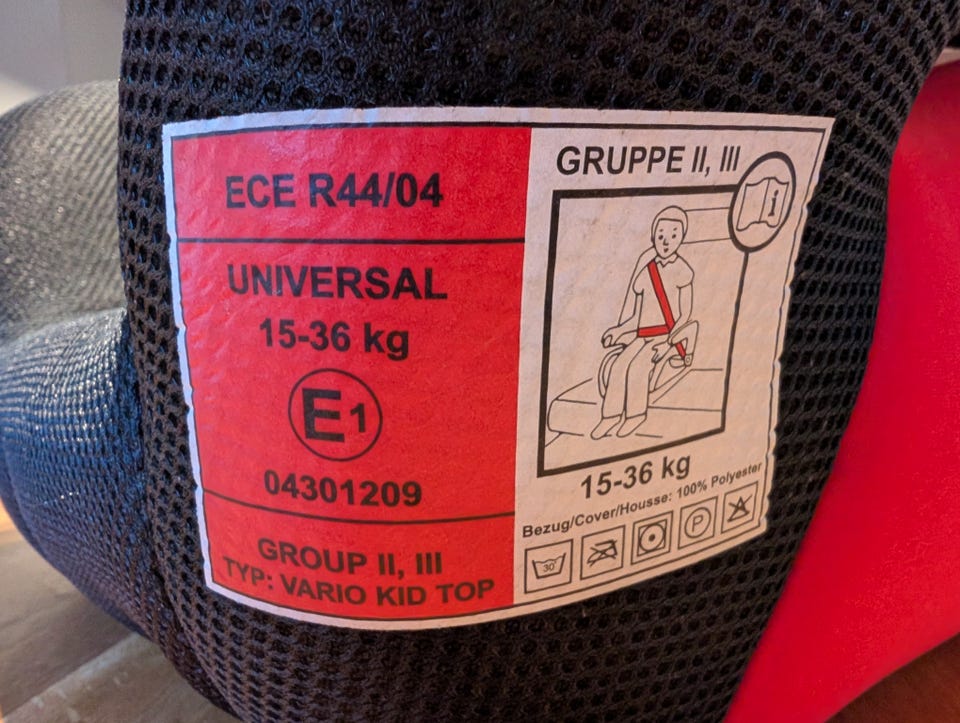 ECE R44/04
UNIVERSAL
15-36 kg
E1
04301209
GROUP II, III
TYP: VARIO KID TOP
GRUPPE II, III
i
15-36 kg
Bezug/Cover/Housse: 100% Polyester
30°
P